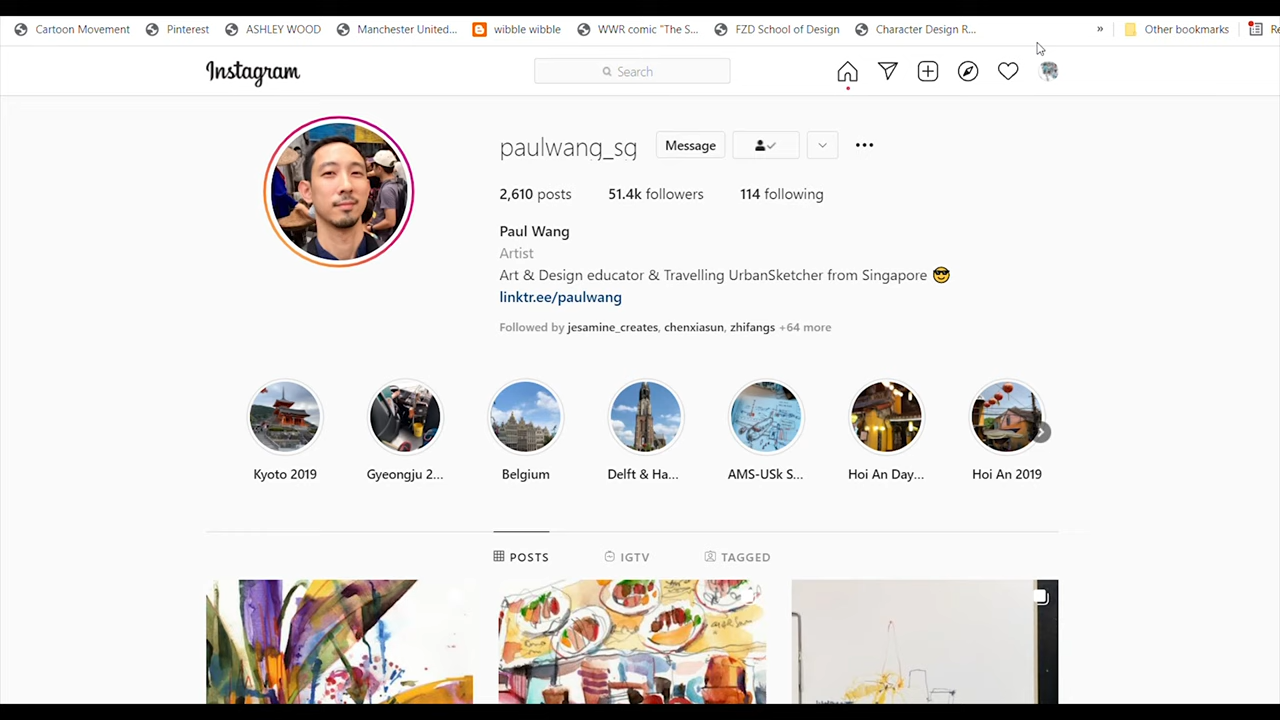 Cartoon Movement Pinterest ASHLEY WOOD Manchester United... wibble wibble WWR comic "The S... FZD School of Design Character Design R... » Other bookmarks
Instagram Search
paulwang_sg Message
2,610 posts 51.4k followers 114 following
Paul Wang
Artist
Art & Design educator & Travelling UrbanSketcher from Singapore 😎
linktr.ee/paulwang
Followed by jesamine_creates, chenxiasun, zhifangs +64 more
Kyoto 2019 Gyeongju 2... Belgium Delft & Ha... AMS-USk S... Hoi An Day... Hoi An 2019
POSTS IGTV TAGGED